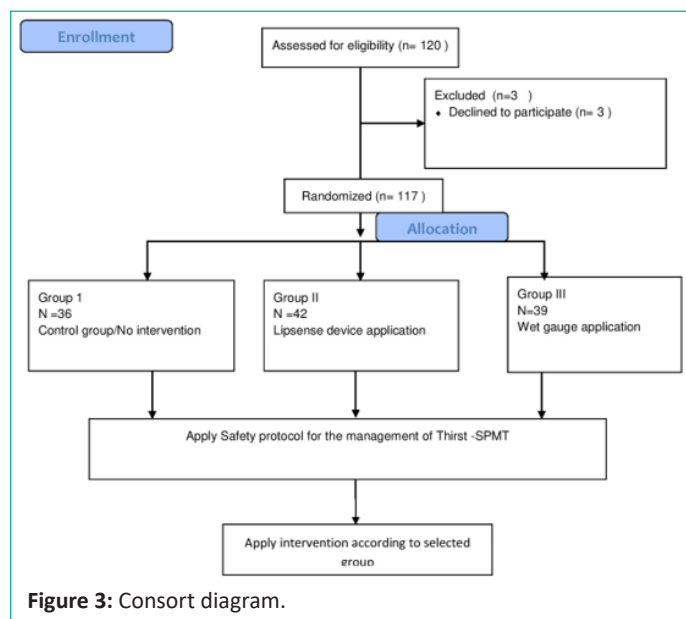 Enrollment
Assessed for eligibility (n= 120 )
Excluded (n=3 )
♦ Declined to participate (n= 3 )
Randomized (n= 117 )
Allocation
Group 1
N =36
Control group/No intervention
Group II
N =42
Lipsense device application
Group III
N=39
Wet gauge application
Apply Safety protocol for the management of Thirst -SPMT
Apply intervention according to selected
group
Figure 3: Consort diagram.